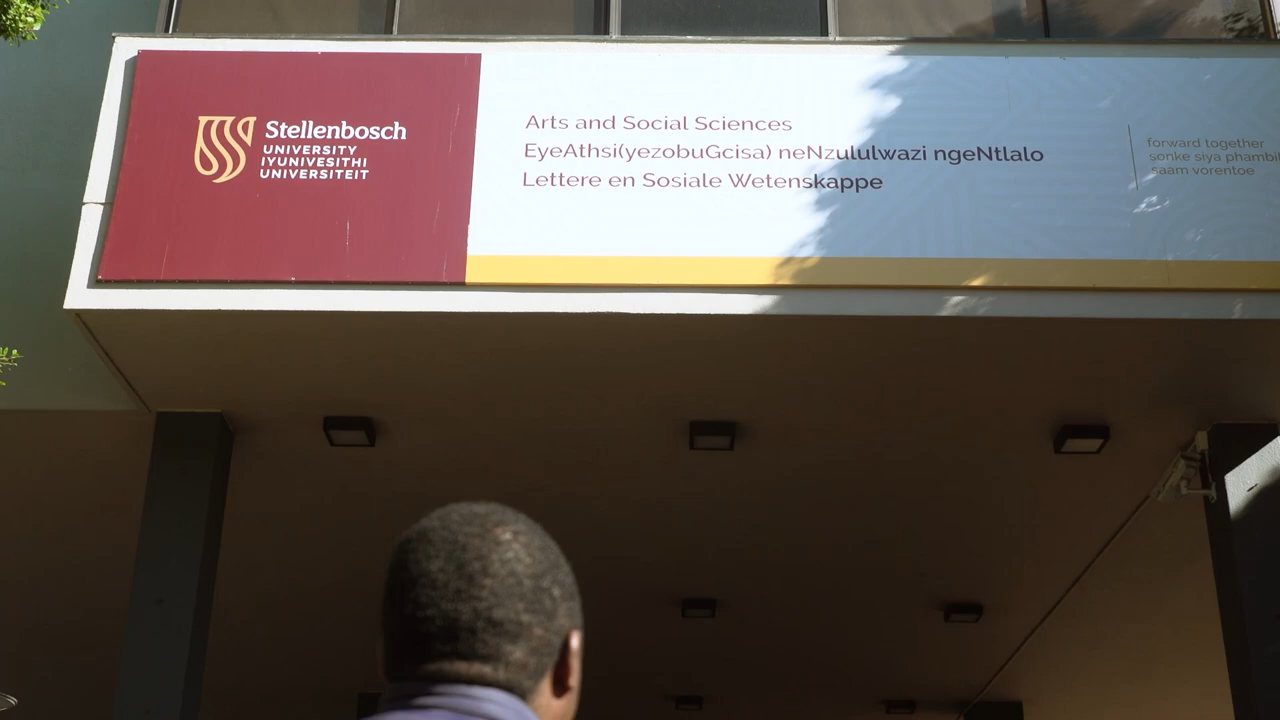 Stellenbosch
UNIVERSITY
IYUNIVESITHI
UNIVERSITEIT
Arts and Social Sciences
EyeAthsi(yezobuGcisa) neNzululwazi ngeNtlalo
Lettere en Sosiale Wetenskappe
forward together
sonke siya
saam vorentoe